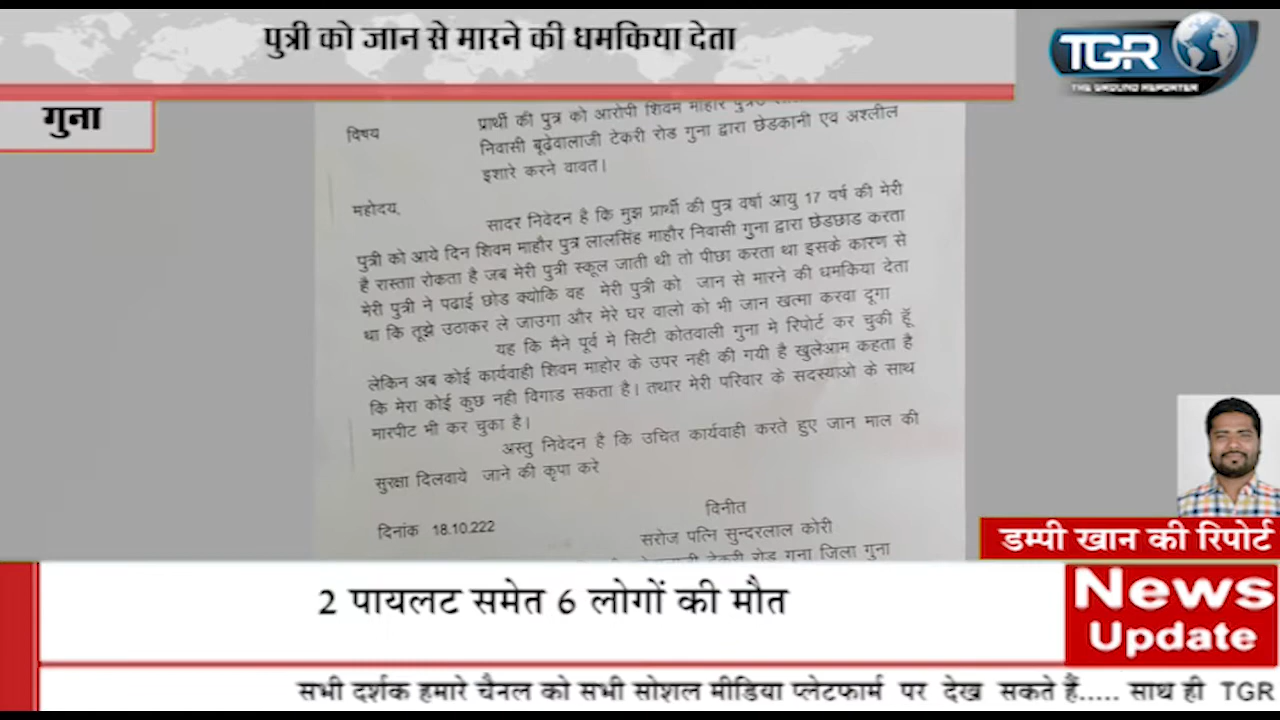 पुत्री को जान से मारने की धमकिया देता
TGR
THE GROUND REPORTER
गुना
विषय
प्रार्थी की पुत्र को आरोपी शिवम माहौर
निवासी बूढेवालाजी टेकरी रोड गुना द्वारा छेडकानी एव अश्लील
इशारे करने वावत।
महोदय,
सादर निवेदन है कि मुझ प्रार्थी की पुत्र वर्षा आयु 17 वर्ष की मेरी
पुत्री को आये दिन शिवम माहौर पुत्र लालसिंह माहौर निवासी गुना द्वारा छेडछाड करता
है रास्ताा रोकता है जब मेरी पुत्री स्कूल जाती थी तो पीछा करता था इसके कारण से
मेरी पुत्री ने पढाई छोड क्योकि वह मेरी पुत्री को जान से मारने की धमकिया देता
था कि तूझे उठाकर ले जाउगा और मेरे घर वालो को भी जान खत्मा करवा दूगा
यह कि मैने पूर्व मे सिटी कोतवाली गुना मे रिपोर्ट कर चुकी हूॅ
लेकिन अब कोई कार्यवाही शिवम माहोर के उपर नही की गयी है खुलेआम कहता है
कि मेरा कोई कुछ नही विगाड सकता है। तथार मेरी परिवार के सदस्याओ के साथ
मारपीट भी कर चुका है।
अस्तु निवेदन है कि उचित कार्यवाही करते हुए जान माल की
सुरक्षा दिलवाये जाने की कृपा करे
विनीत
दिनांक 18.10.222
सरोज पत्नि सुन्दरलाल कोरी
टेकरी रोड गुना जिला गुना
डम्पी खान की रिपोर्ट
2 पायलट समेत 6 लोगों की मौत
News
Update
सभी दर्शक हमारे चैनल को सभी सोशल मीडिया प्लेटफार्म पर देख सकते हैं..... साथ ही TGR